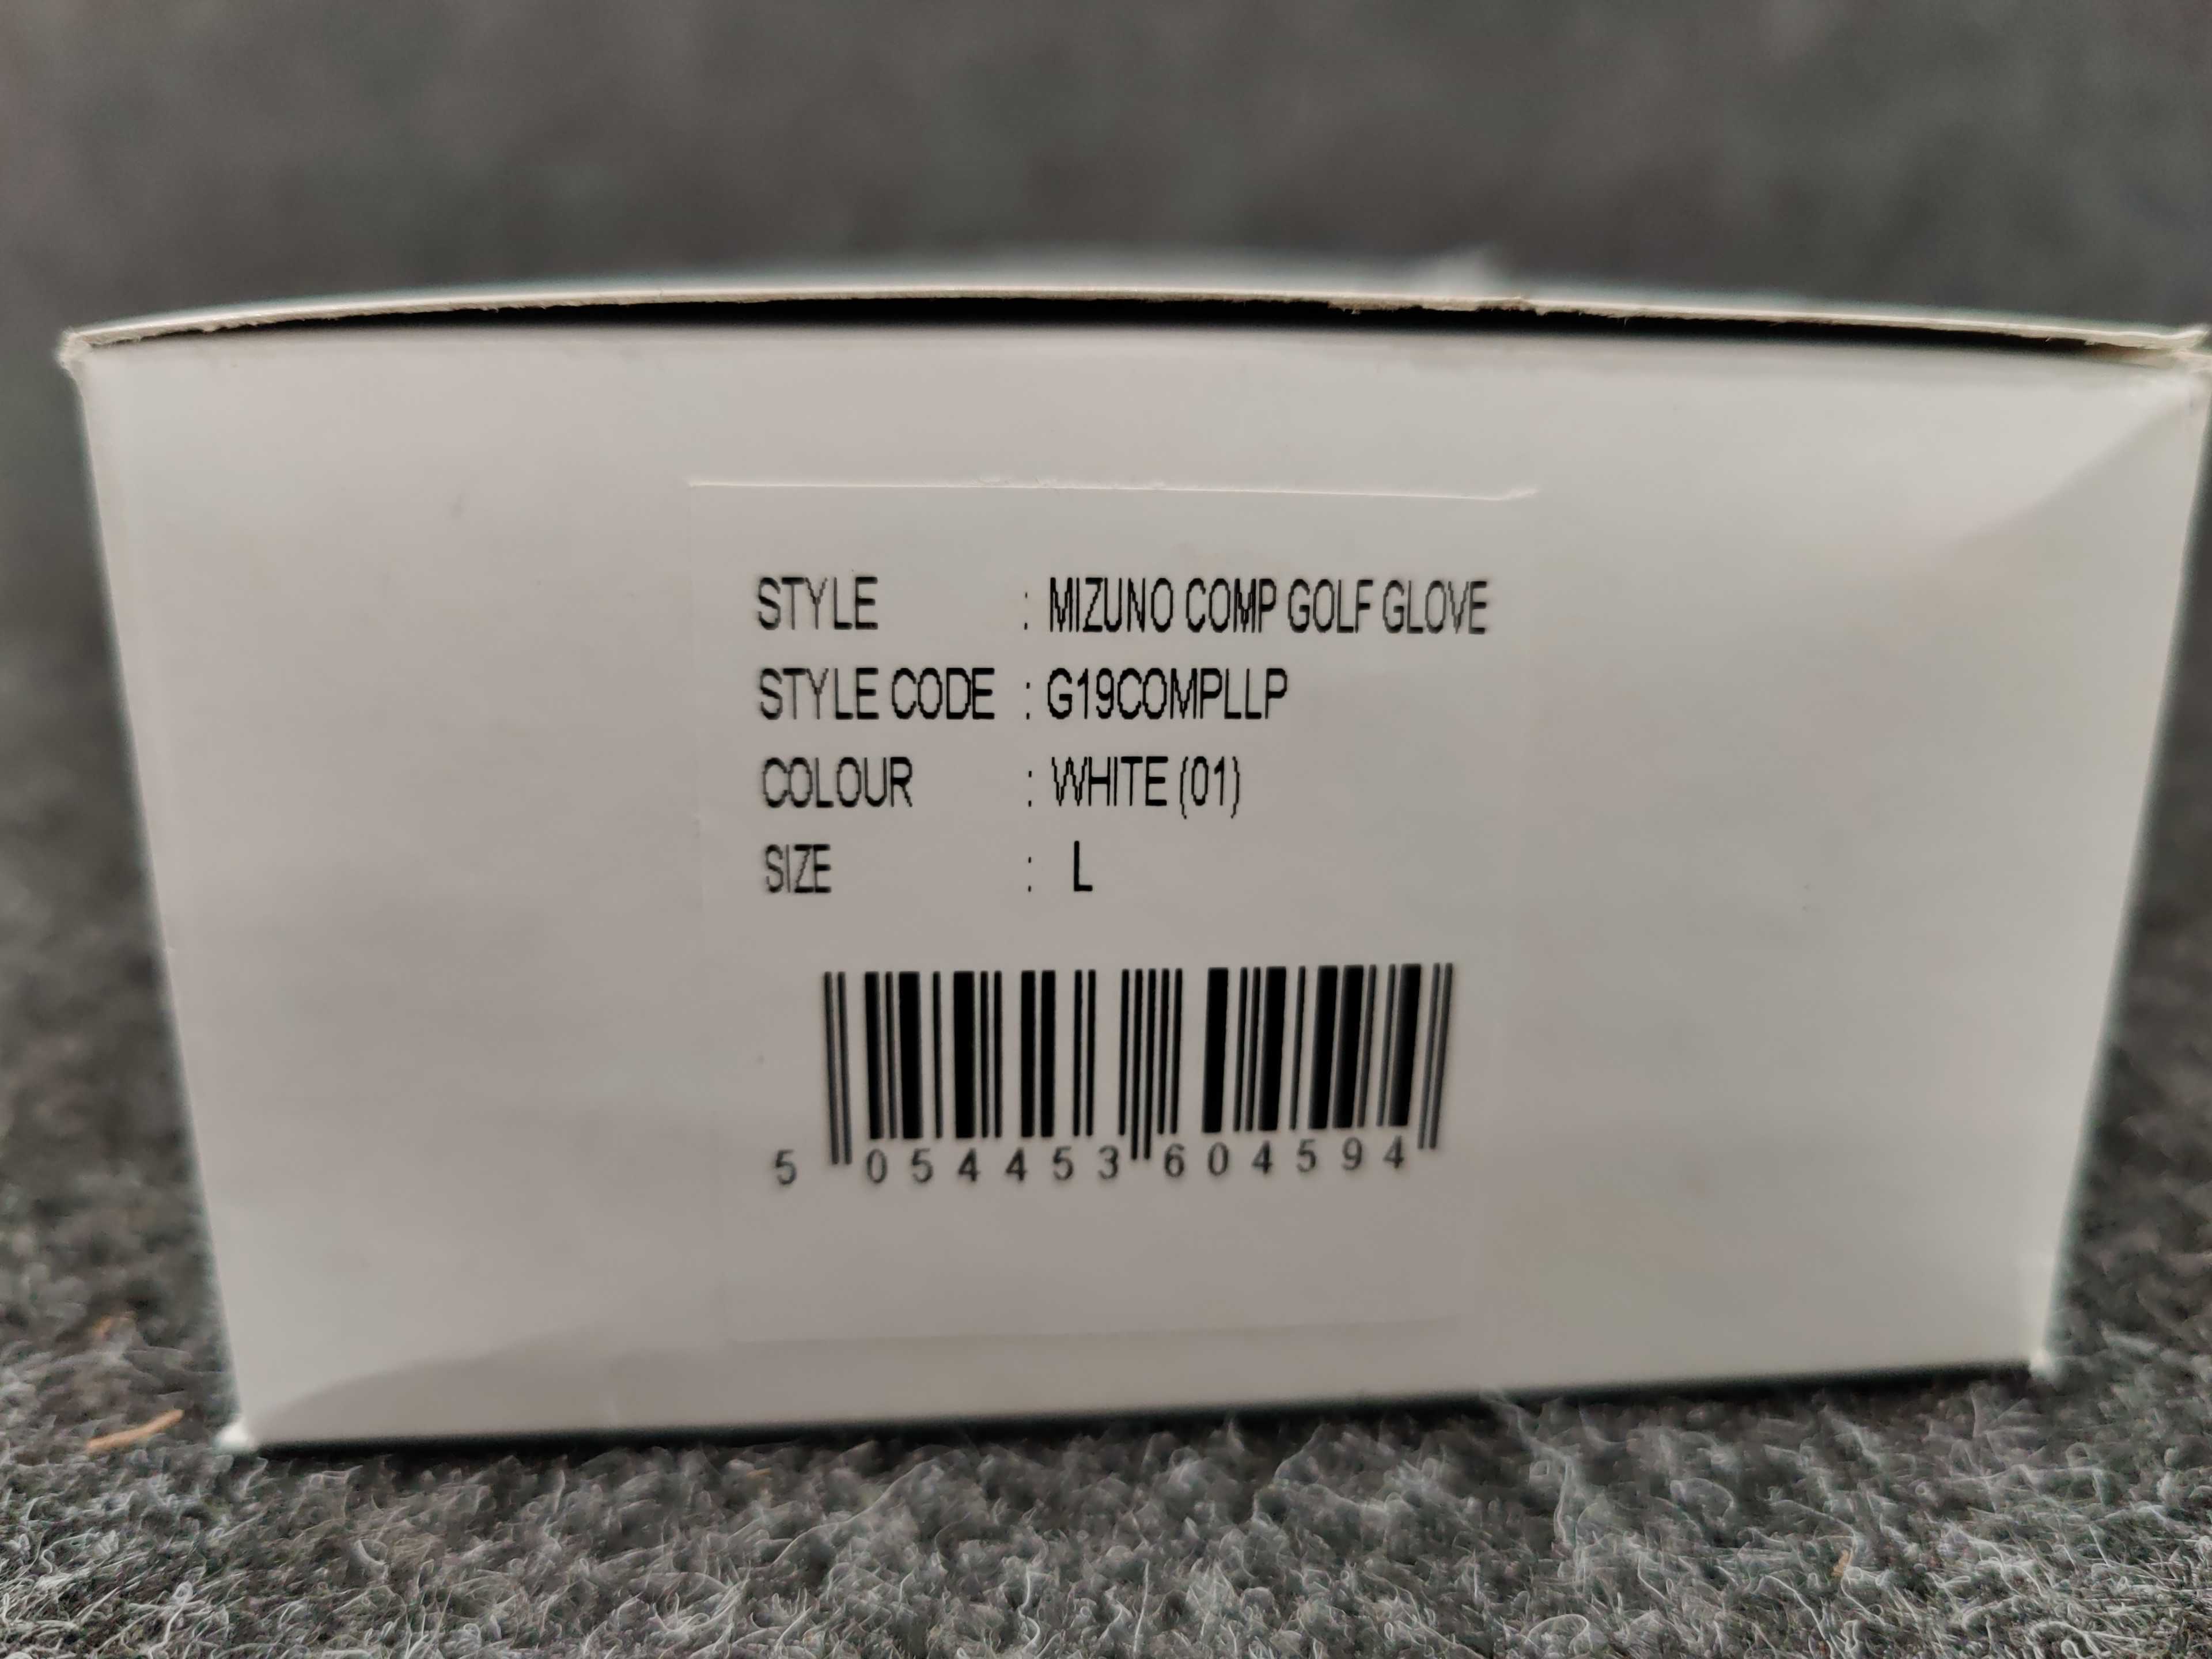 STYLE : MIZUNO COMP GOLF GLOVE
STYLE CODE : G19COMPLLP
COLOUR : WHITE (01)
SIZE : L
5 054453 604594